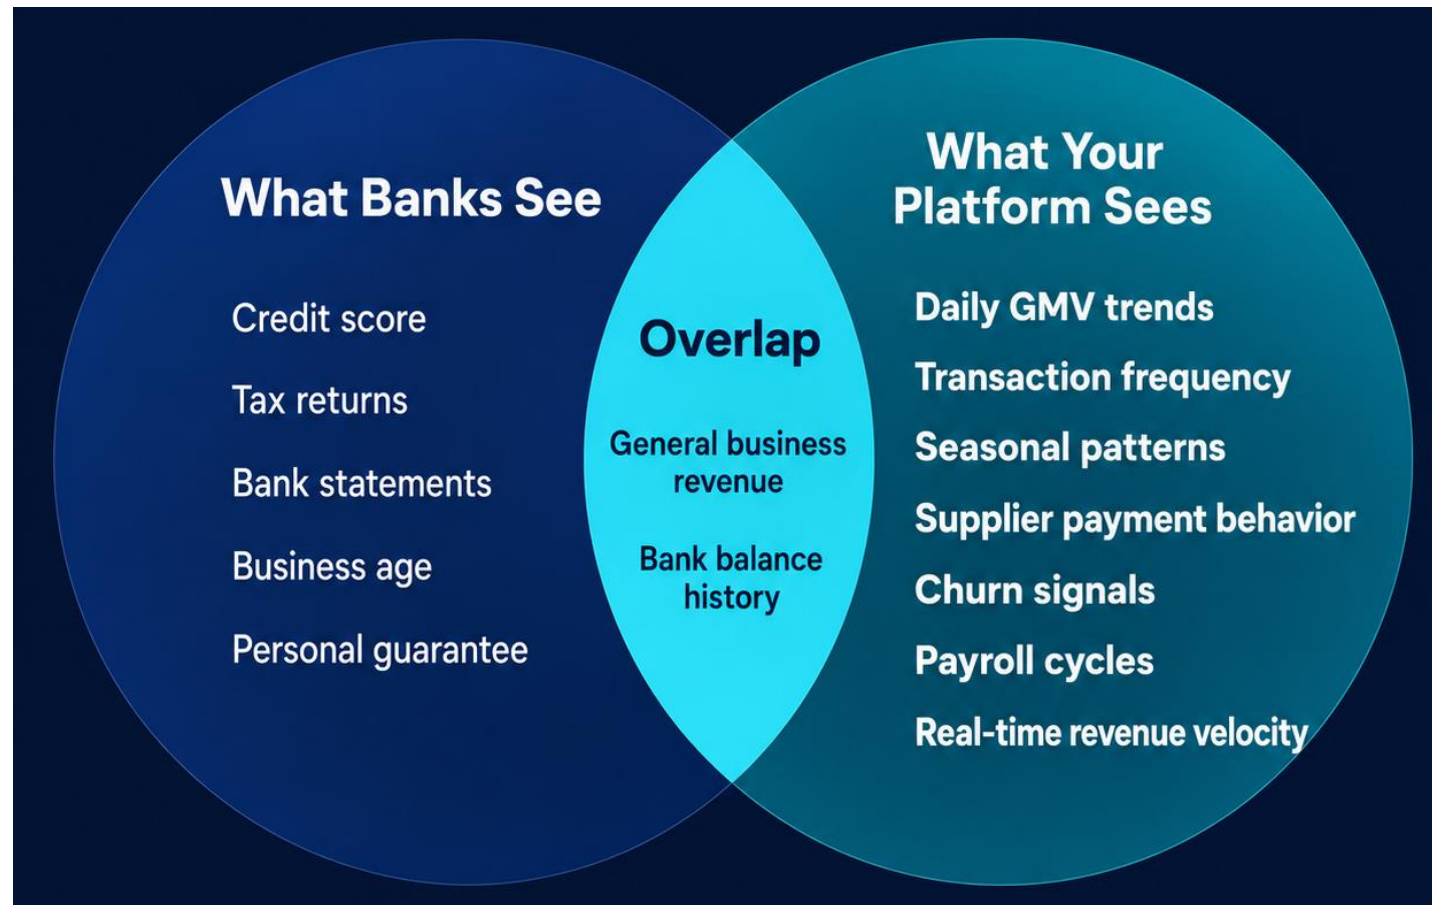 What Banks See
Credit score
Tax returns
Bank statements
Business age
Personal guarantee
Overlap
General business
revenue
Bank balance
history
What Your
Platform Sees
Daily GMV trends
Transaction frequency
Seasonal patterns
Supplier payment behavior
Churn signals
Payroll cycles
Real-time revenue velocity